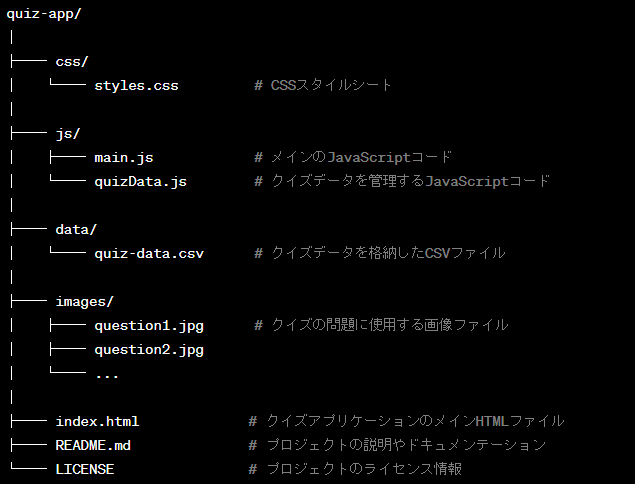 quiz-app/
│
├── css/
│   └── styles.css # CSSスタイルシート
│
├── js/
│   ├── main.js # メインのJavaScriptコード
│   └── quizData.js # クイズデータを管理するJavaScriptコード
│
├── data/
│   └── quiz-data.csv # クイズデータを格納したCSVファイル
│
├── images/
│   ├── question1.jpg # クイズの問題に使用する画像ファイル
│   ├── question2.jpg
│   └── ...
│
├── index.html # クイズアプリケーションのメインHTMLファイル
├── README.md # プロジェクトの説明やドキュメンテーション
└── LICENSE # プロジェクトのライセンス情報